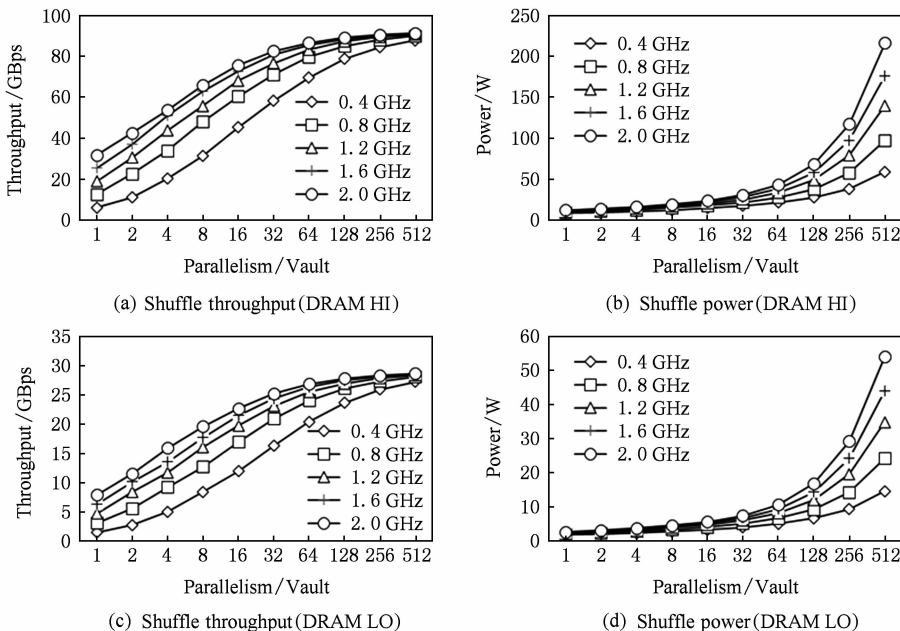 100
80
60
40
20
0
Throughput/GBps
0.4 GHz
0.8 GHz
1.2 GHz
1.6 GHz
2.0 GHz
1 2 4 8 16 32 64 128 256 512
Parallelism/Vault
(a) Shuffle throughput(DRAM HI)
250
200
150
100
50
0
Power/W
0.4 GHz
0.8 GHz
1.2 GHz
1.6 GHz
2.0 GHz
1 2 4 8 16 32 64 128 256 512
Parallelism/Vault
(b) Shuffle power(DRAM HI)
35
30
25
20
15
10
5
0
Throughput/GBps
0.4 GHz
0.8 GHz
1.2 GHz
1.6 GHz
2.0 GHz
1 2 4 8 16 32 64 128 256 512
Parallelism/Vault
(c) Shuffle throughput(DRAM LO)
60
50
40
30
20
10
0
Power/W
0.4 GHz
0.8 GHz
1.2 GHz
1.6 GHz
2.0 GHz
1 2 4 8 16 32 64 128 256 512
Parallelism/Vault
(d) Shuffle power(DRAM LO)